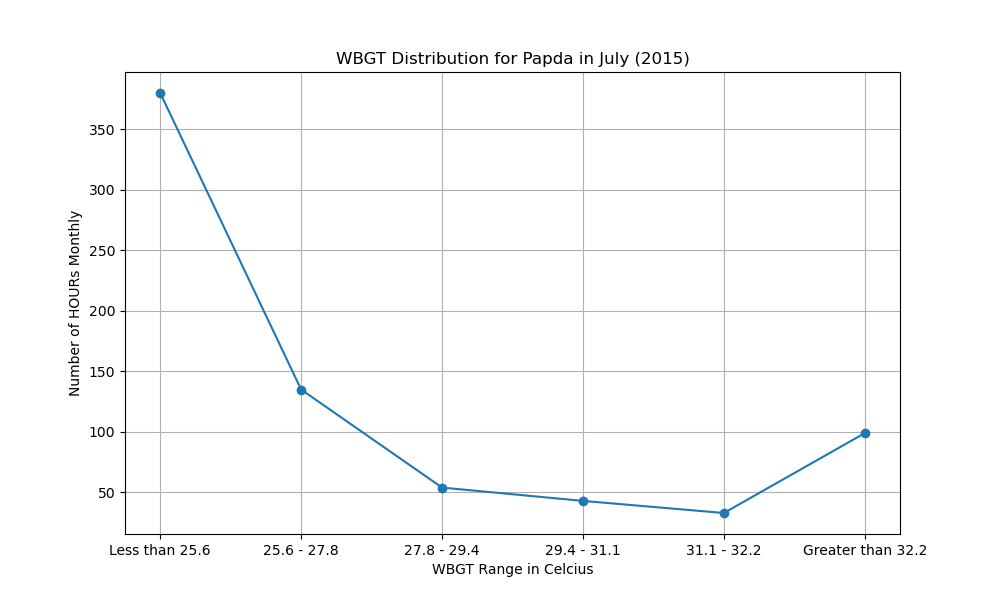 WBGT Distribution for Papda in July (2015)
Number of HOURs Monthly
350
300
250
200
150
100
50
Less than 25.6
25.6 - 27.8
27.8 - 29.4
29.4 - 31.1
31.1 - 32.2
Greater than 32.2
WBGT Range in Celcius